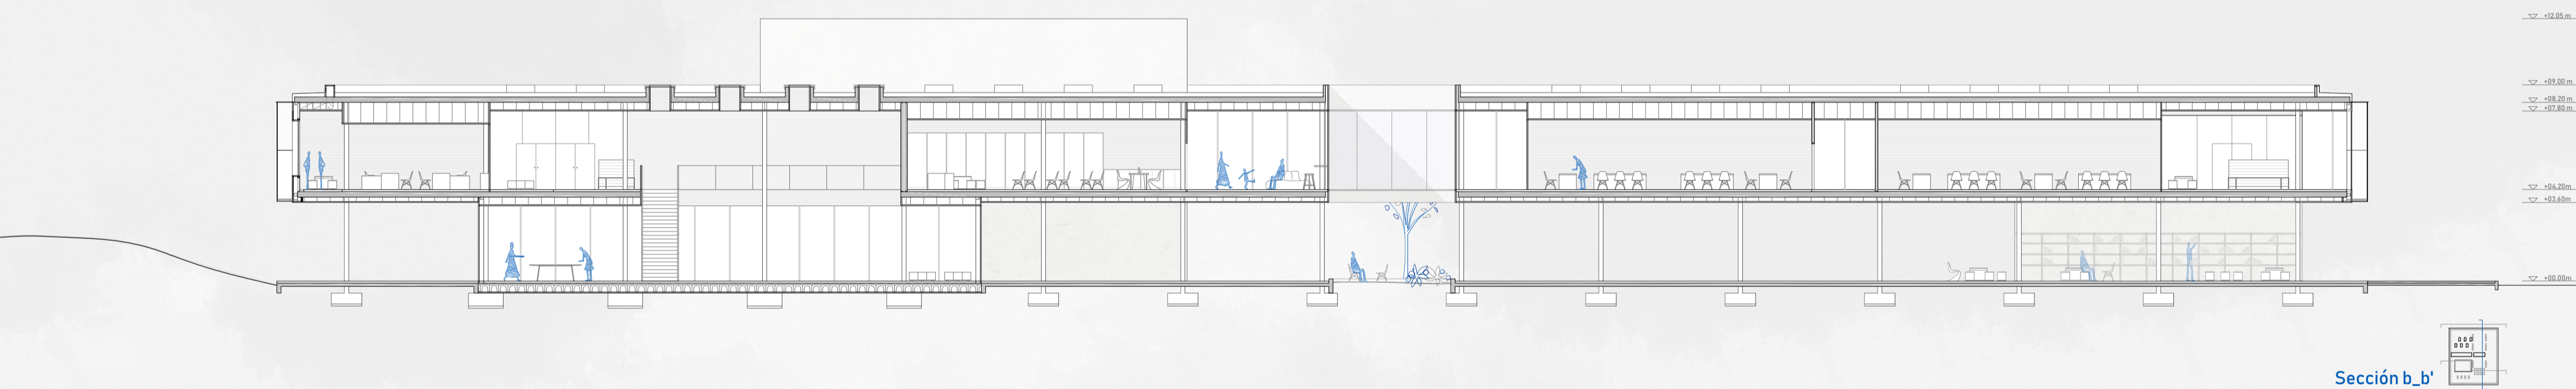 +12.05 m
+09.00 m
+08.20 m
+07.80 m
+04.20m
+03.60m
+00.00m
Sección b_b'